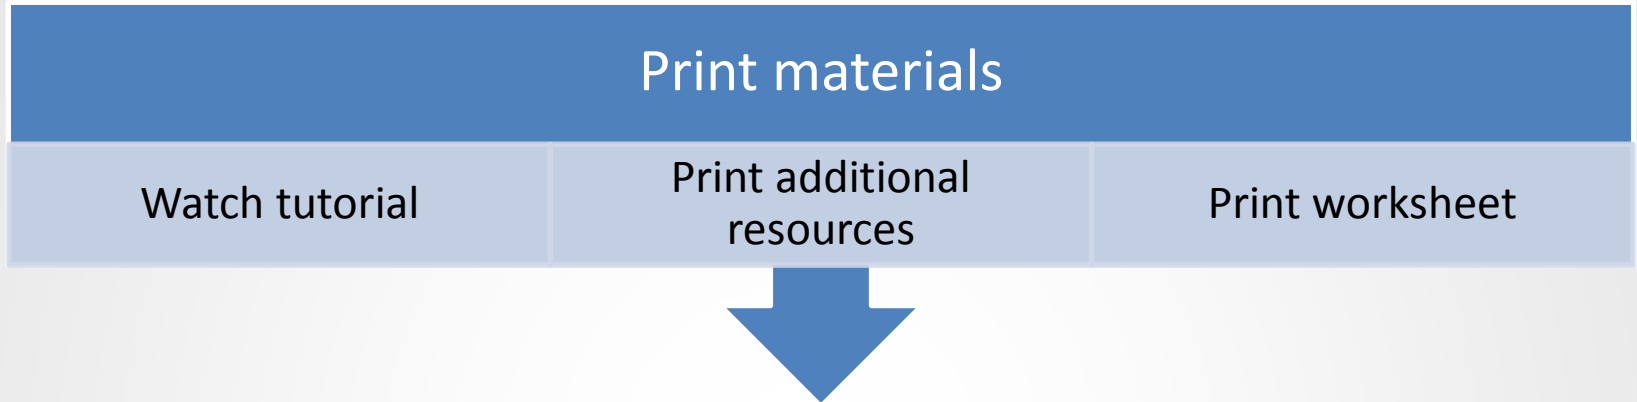 Print materials
Watch tutorial
Print additional
resources
Print worksheet